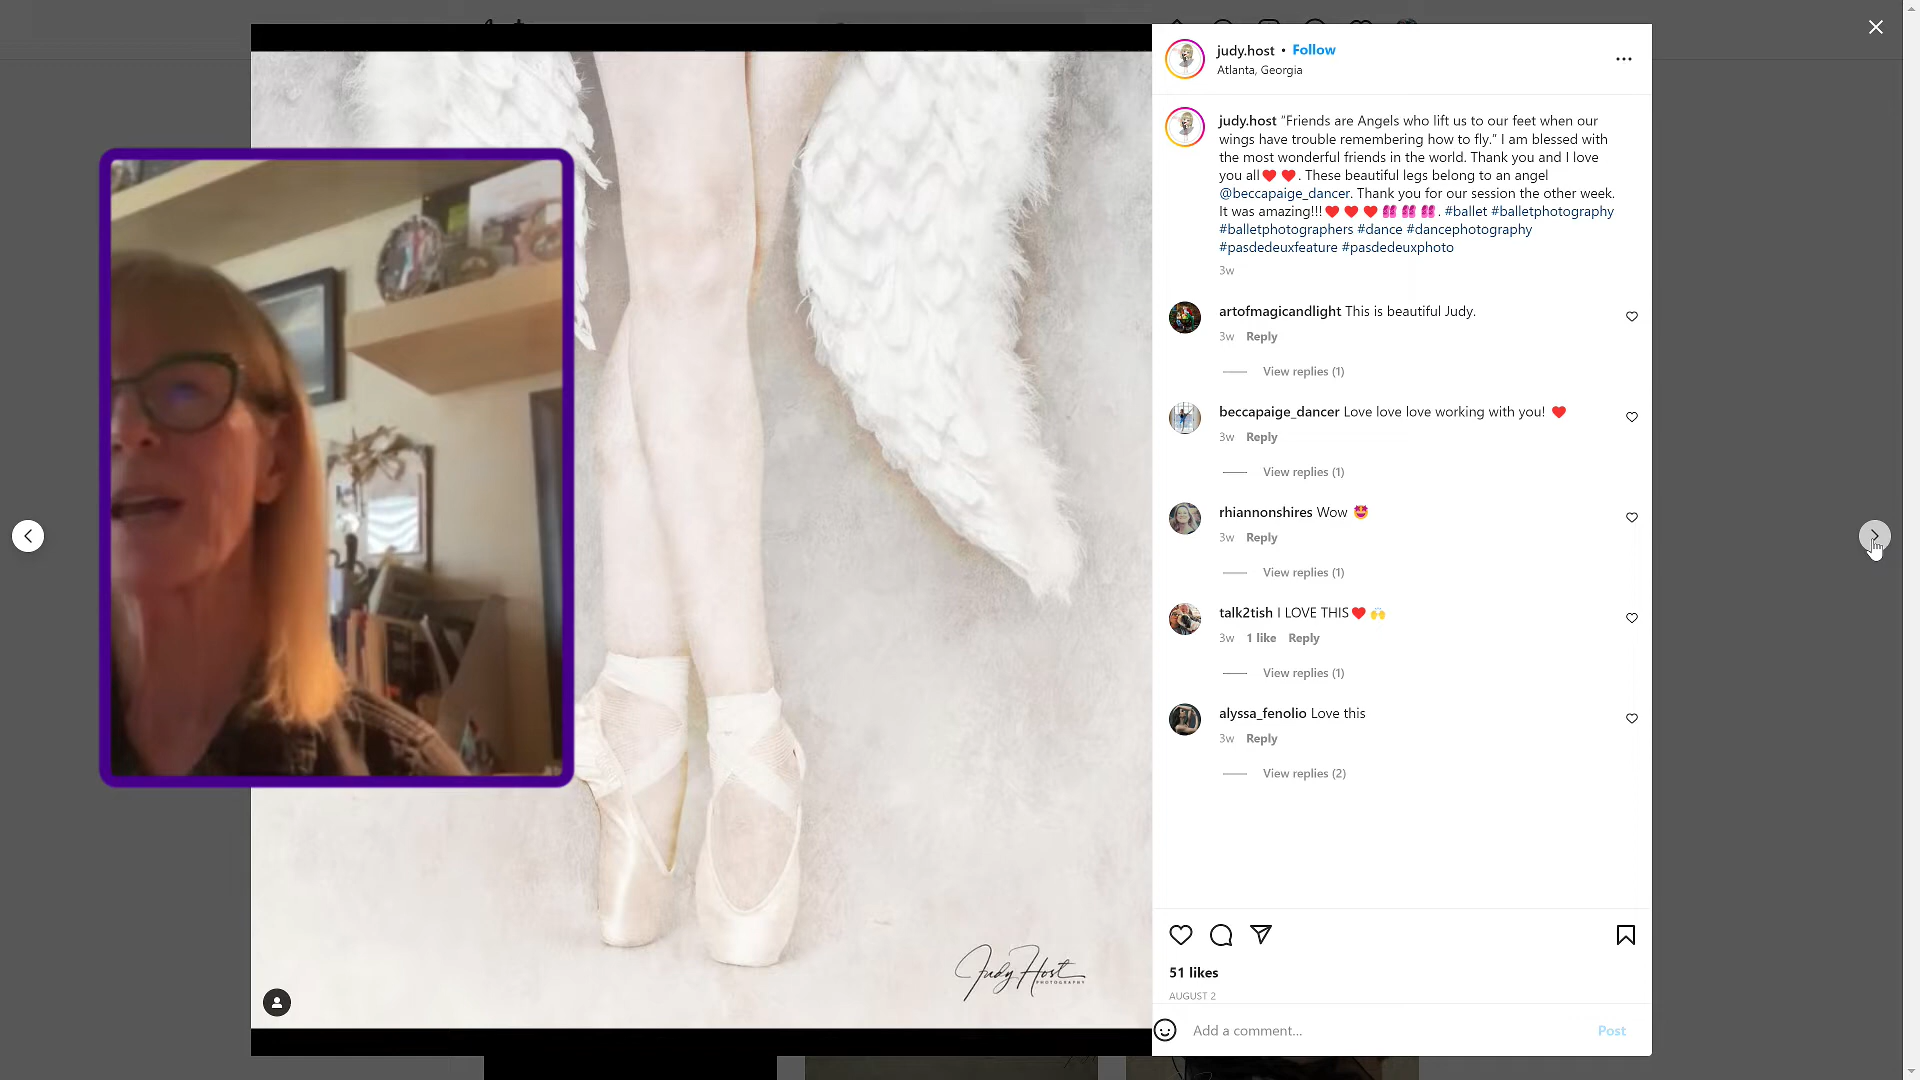 judy.host • Follow
Atlanta, Georgia
judy.host "Friends are Angels who lift us to our feet when our
wings have trouble remembering how to fly." I am blessed with
the most wonderful friends in the world. Thank you and I love
you all❤️ ❤️. These beautiful legs belong to an angel
@beccapaige_dancer. Thank you for our session the other week.
It was amazing!!!❤️ ❤️ ❤️ 🩰 🩰 🩰. #ballet #balletphotography
#balletphotographers #dance #dancephotography
#pasdedeuxfeature #pasdedeuxphoto
3w
artofmagicandlight This is beautiful Judy.
3w Reply
View replies (1)
beccapaige_dancer Love love love working with you! ❤️
3w Reply
View replies (1)
rhiannonshires Wow 🤩
3w Reply
View replies (1)
talk2tish I LOVE THIS❤️ 🙌
3w 1 like Reply
View replies (1)
alyssa_fenolio Love this
3w Reply
View replies (2)
Judy Host
PHOTOGRAPHY
51 likes
AUGUST 2
Add a comment...
Post